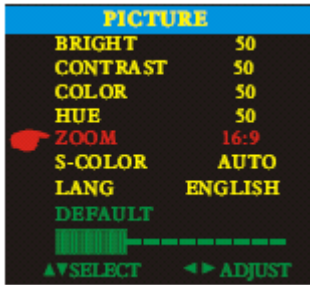 PICTURE
BRIGHT 50
CONTRAST 50
COLOR 50
HUE 50
ZOOM 16:9
S-COLOR AUTO
LANG ENGLISH
DEFAULT
▲▼SELECT ◄► ADJUST